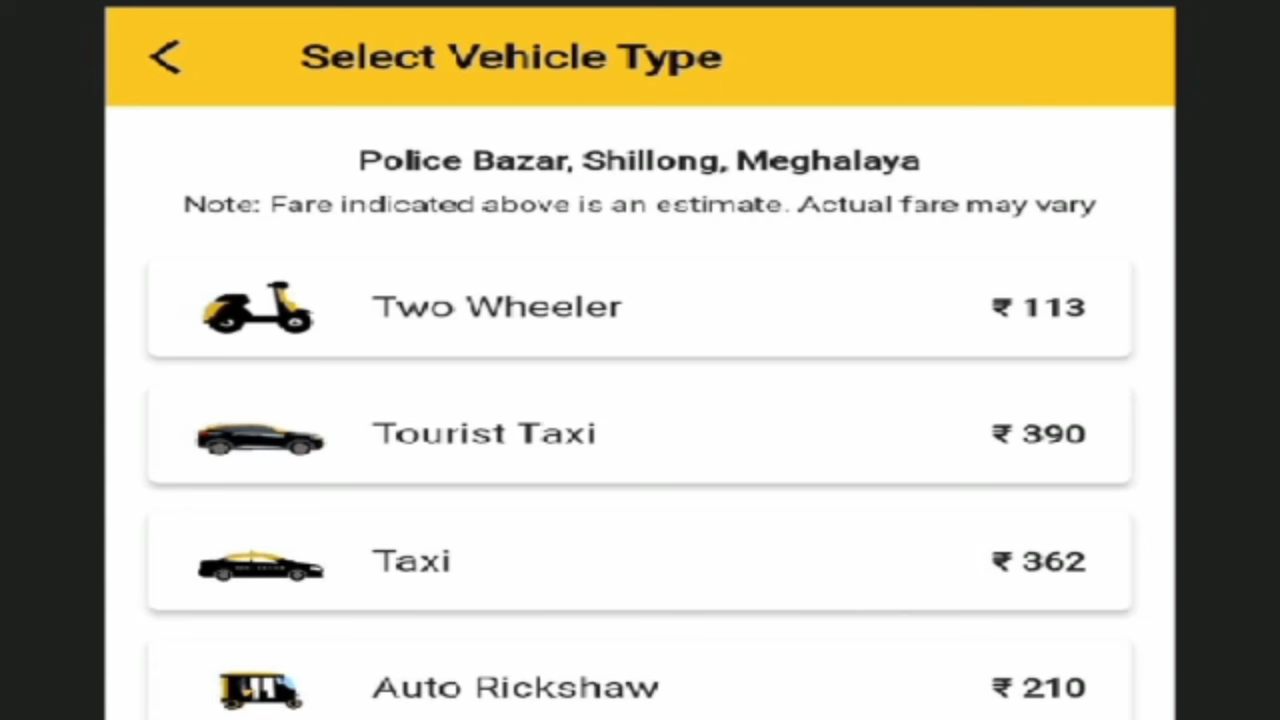 Select Vehicle Type
Police Bazar, Shillong, Meghalaya
Note: Fare indicated above is an estimate. Actual fare may vary
Two Wheeler ₹ 113
Tourist Taxi ₹ 390
Taxi ₹ 362
Auto Rickshaw ₹ 210